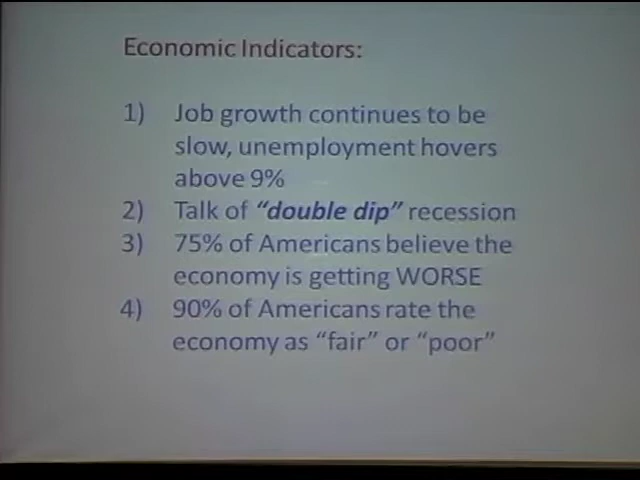 Economic Indicators:
1) Job growth continues to be
slow, unemployment hovers
above 9%
2) Talk of “double dip” recession
3) 75% of Americans believe the
economy is getting WORSE
4) 90% of Americans rate the
economy as “fair” or “poor”